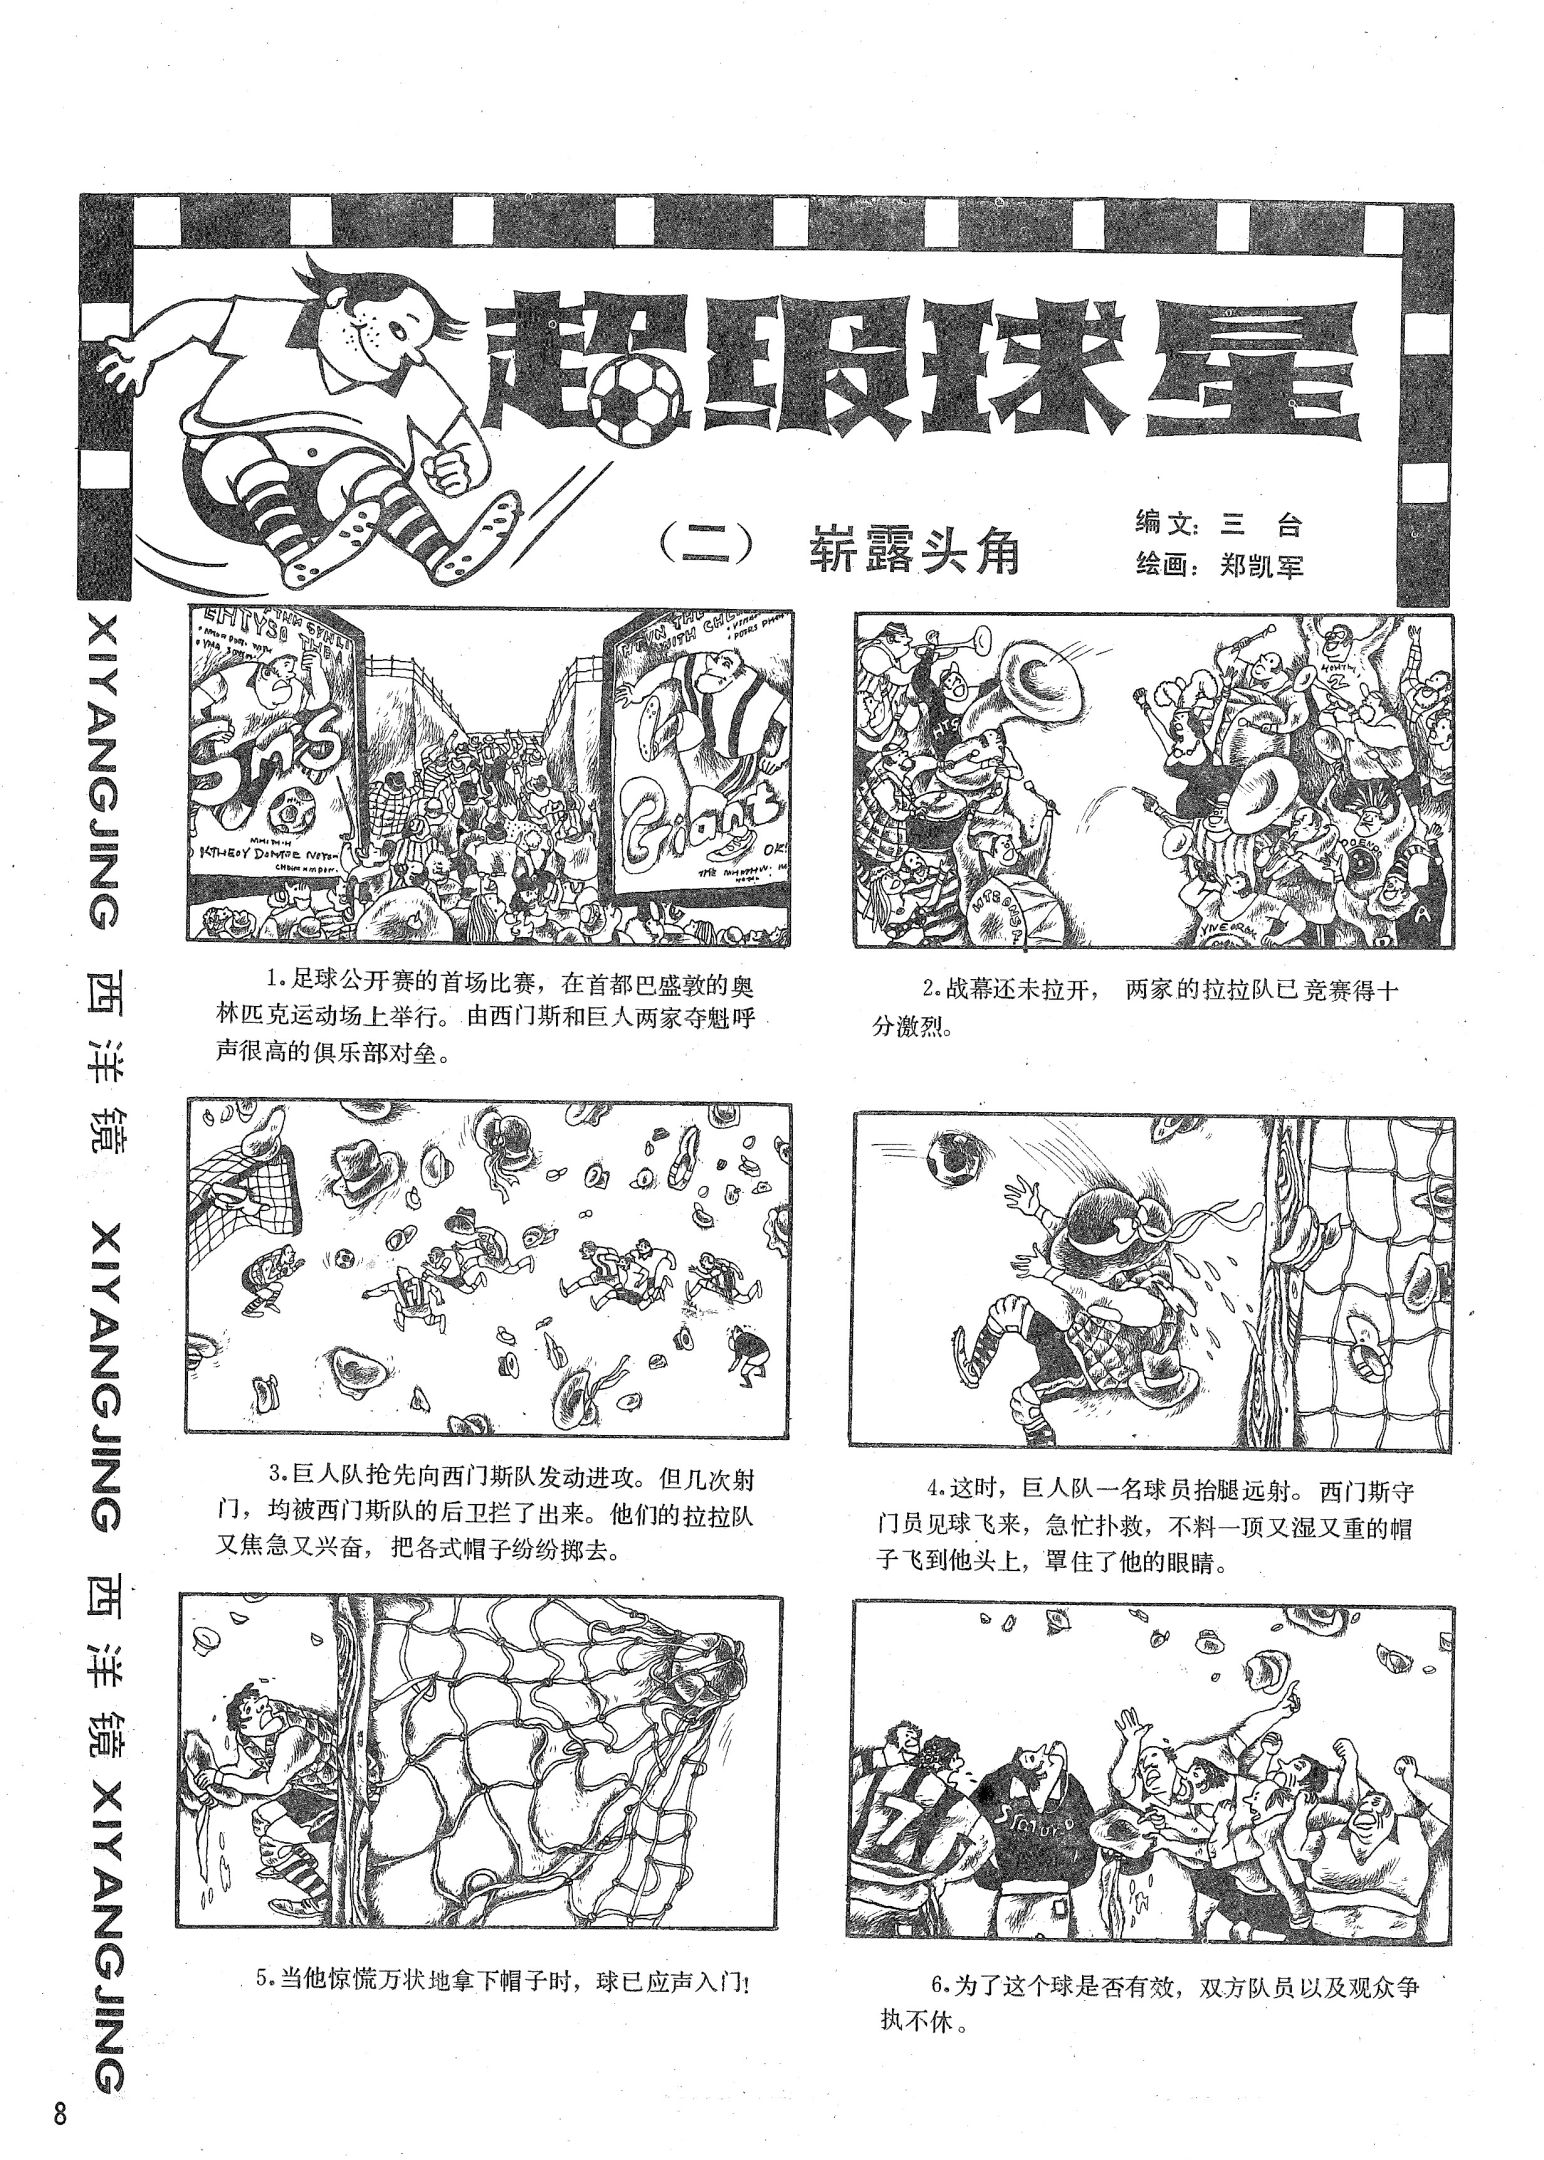 超级球星
（二） 崭露头角
编文：三 台
绘画：郑凯军
XIYANGJING 西洋镜 XIYANGJING 西洋镜 XIYANGJING
SMS
Giant
OK!
1.足球公开赛的首场比赛，在首都巴盛敦的奥
林匹克运动场上举行。由西门斯和巨人两家夺魁呼
声很高的俱乐部对垒。
2.战幕还未拉开，两家的拉拉队已竞赛得十
分激烈。
3.巨人队抢先向西门斯队发动进攻。但几次射
门，均被西门斯队的后卫拦了出来。他们的拉拉队
又焦急又兴奋，把各式帽子纷纷掷去。
4.这时，巨人队一名球员抬腿远射。西门斯守
门员见球飞来，急忙扑救，不料一顶又湿又重的帽
子飞到他头上，罩住了他的眼睛。
7
5.当他惊慌万状地拿下帽子时，球已应声入门！
6.为了这个球是否有效，双方队员以及观众争
执不休。
8